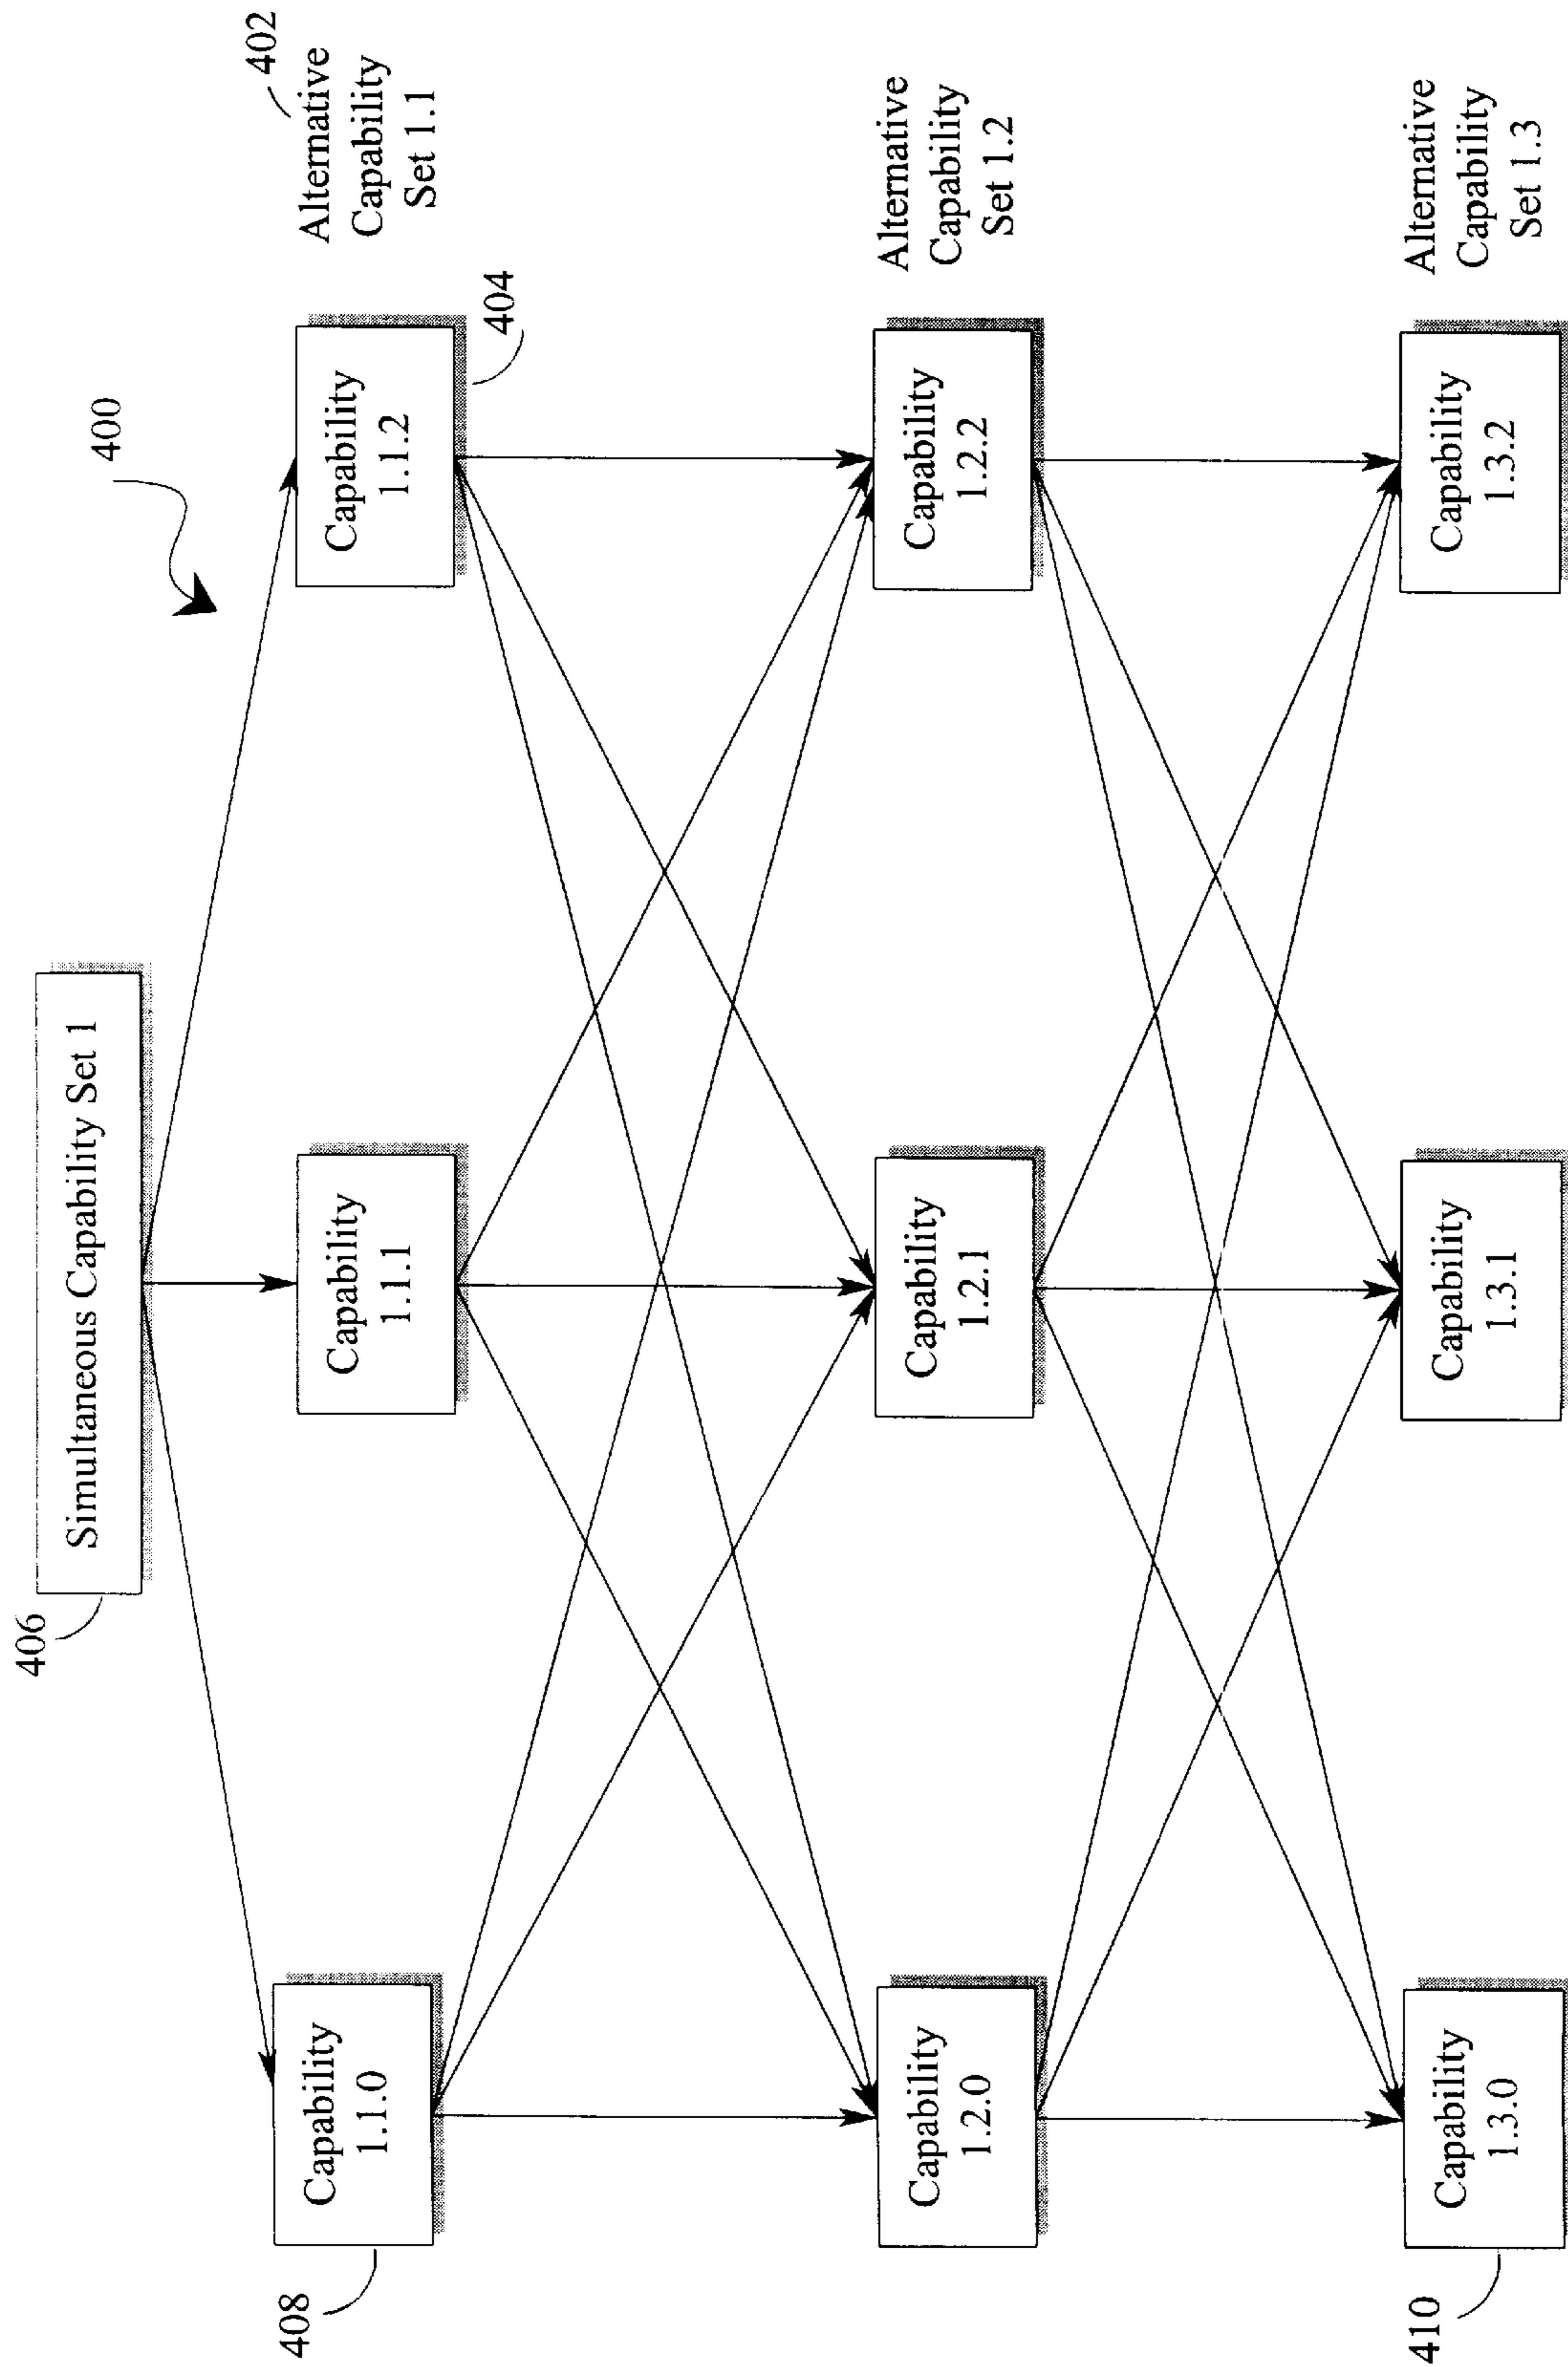 406
Simultaneous Capability Set 1
400
402
408
Capability
1.1.0
Capability
1.1.1
Capability
1.1.2
404
Alternative
Capability
Set 1.1
Capability
1.2.0
Capability
1.2.1
Capability
1.2.2
Alternative
Capability
Set 1.2
410
Capability
1.3.0
Capability
1.3.1
Capability
1.3.2
Alternative
Capability
Set 1.3